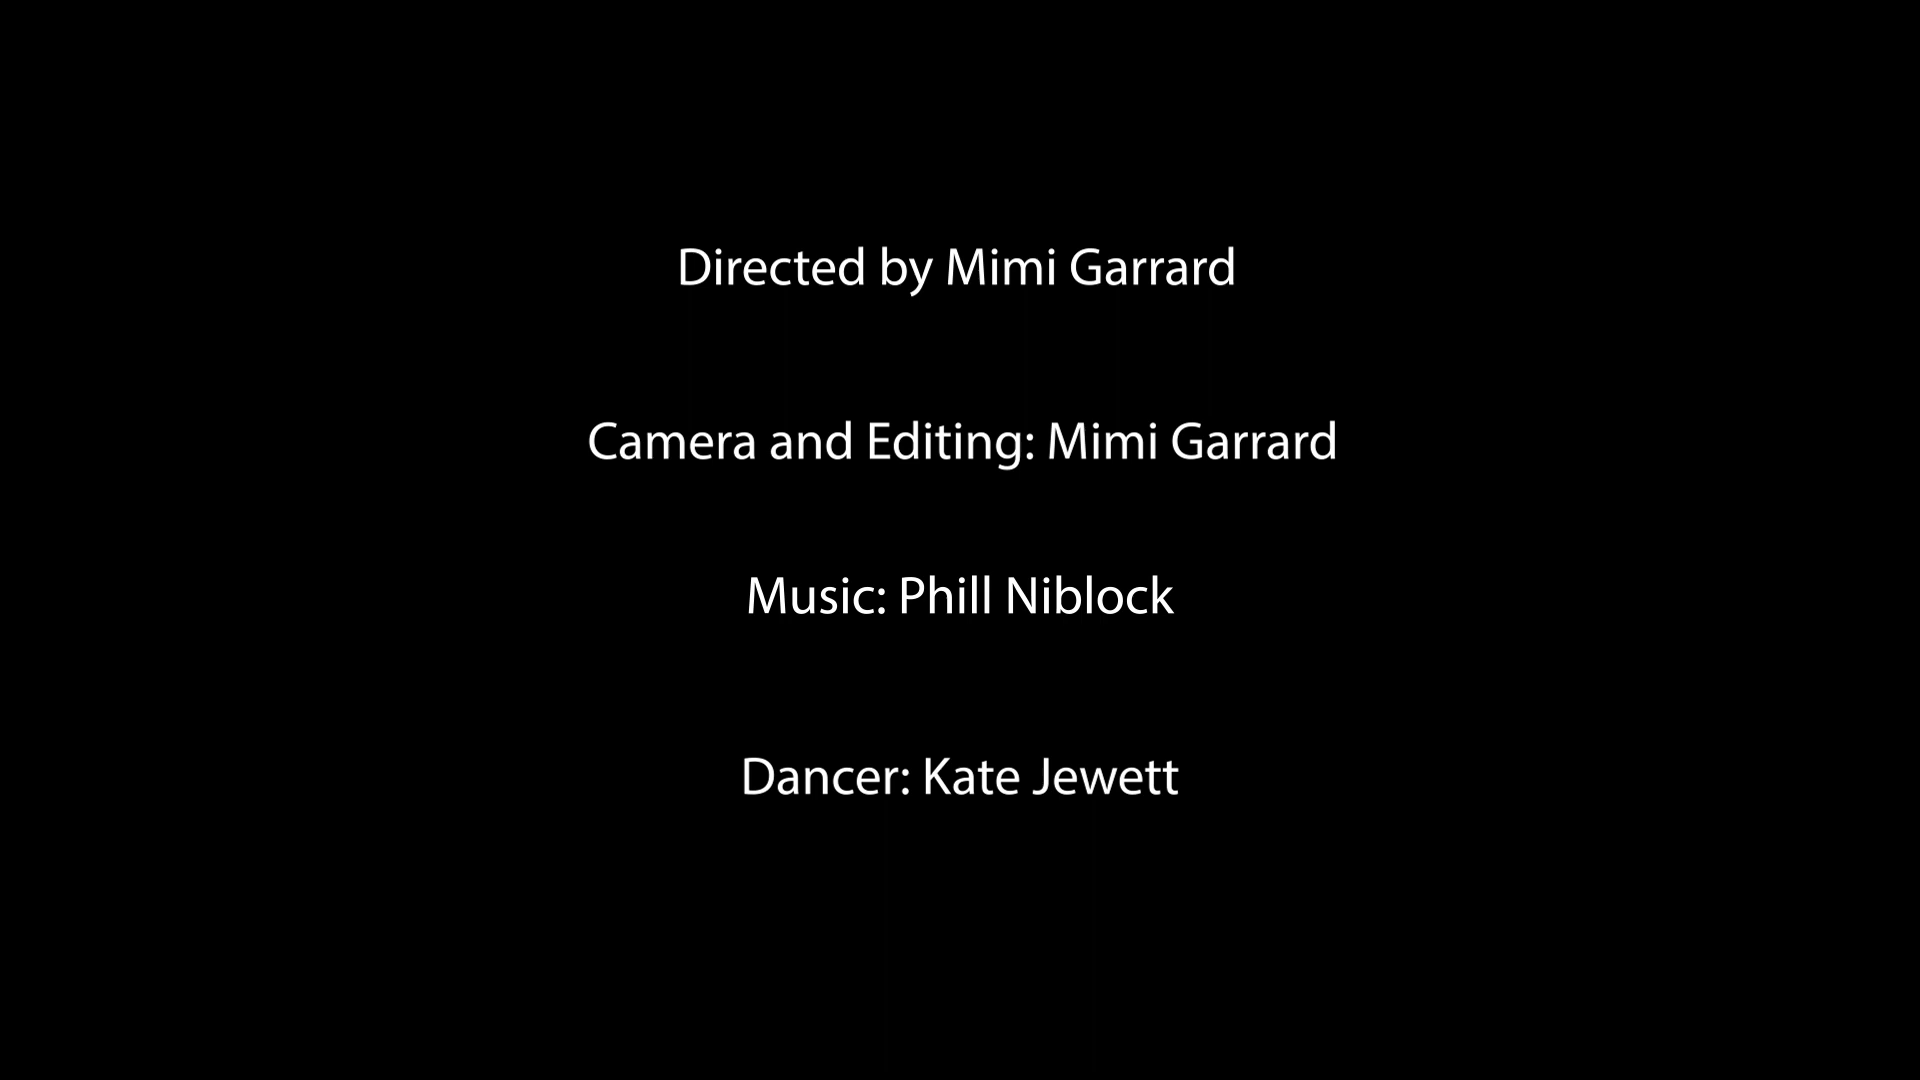 Directed by Mimi Garrard
Camera and Editing: Mimi Garrard
Music: Phill Niblock
Dancer: Kate Jewett